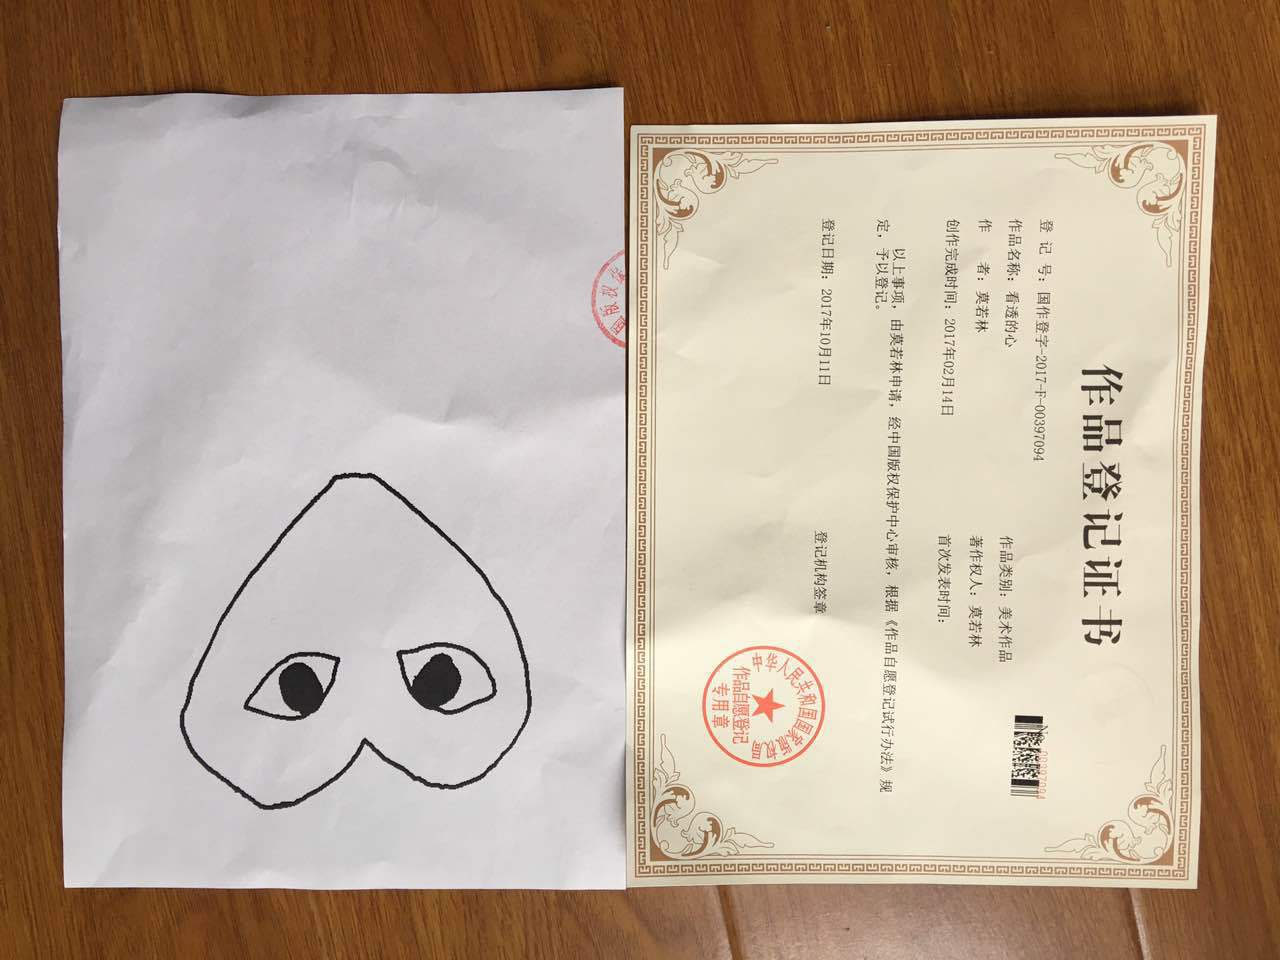 作品登记证书
登 记 号：国作登字-2017-F-00397094
00397094
作品名称：看透的心 作品类别：美术作品
作 者：莫若林 著作权人：莫若林
创作完成时间：2017年02月14日 首次发表时间：
以上事项，由莫若林申请，经中国版权保护中心审核，根据《作品自愿登记试行办法》规
定，予以登记。
登记日期：2017年10月11日 登记机构签章
中华人民共和国国家版权局
作品自愿登记
专用章